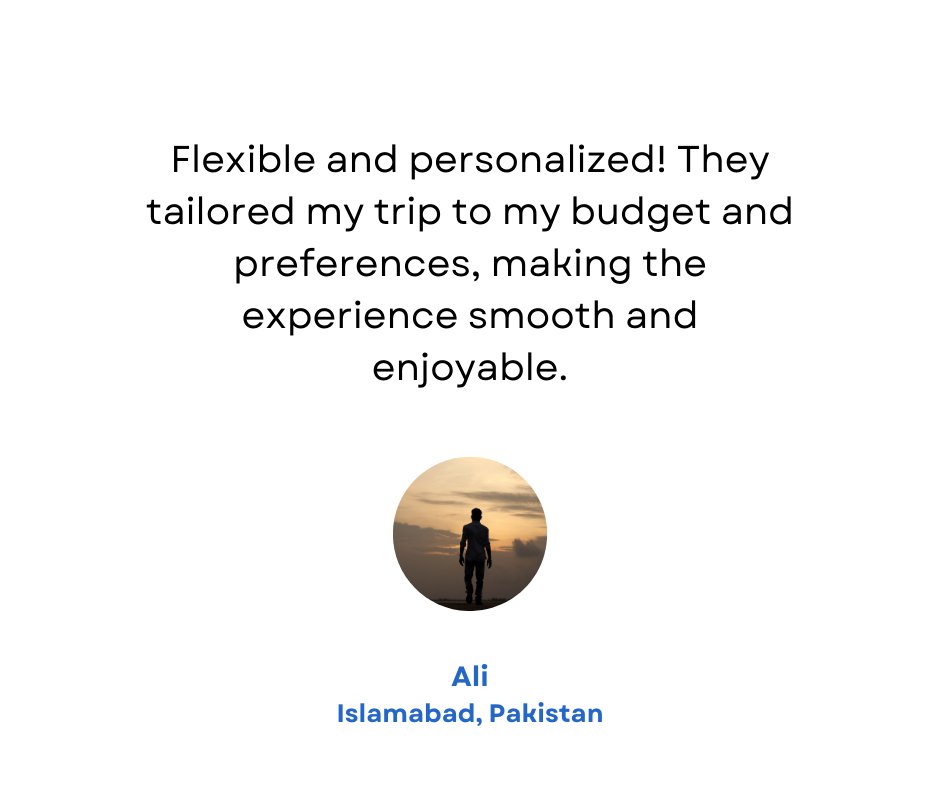 Flexible and personalized! They
tailored my trip to my budget and
preferences, making the
experience smooth and
enjoyable.
Ali
Islamabad, Pakistan